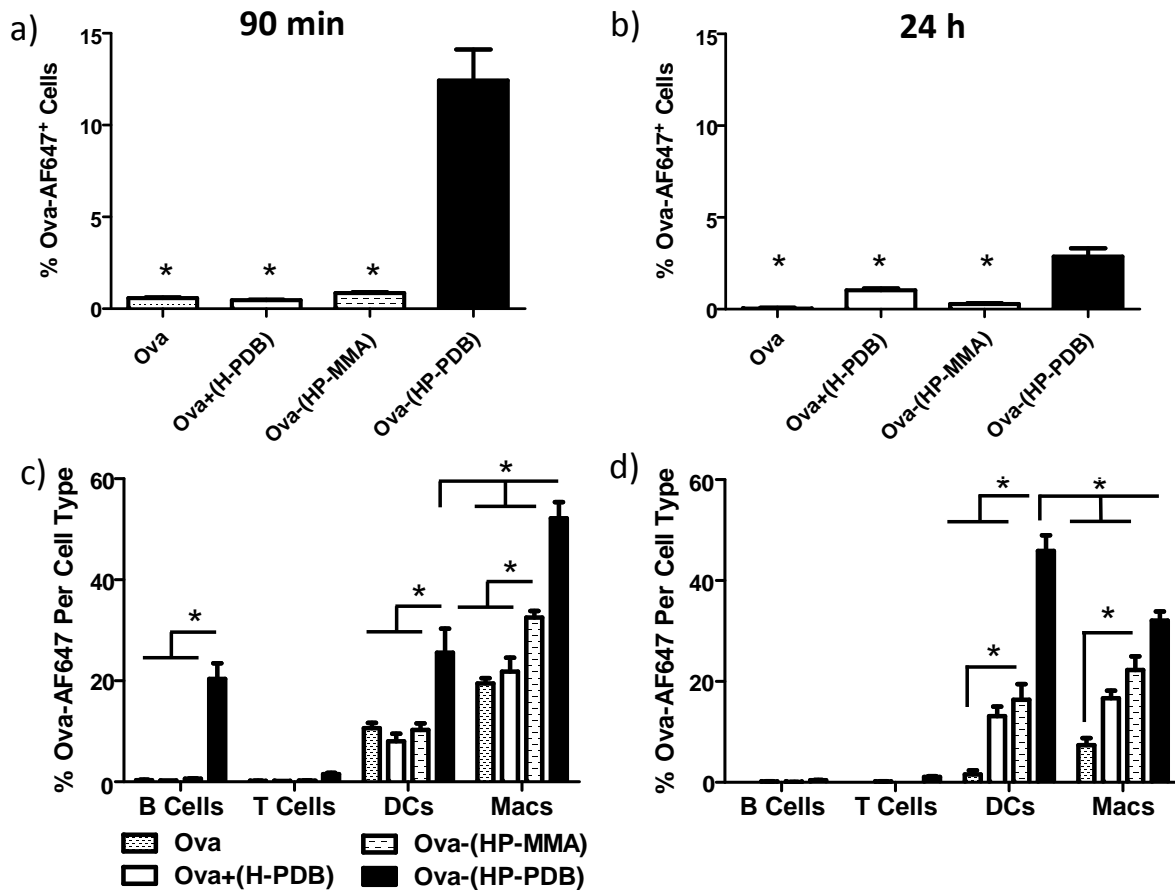 a)
90 min
15
10
5
0
% Ova-AF647⁺ Cells
*
*
*
Ova
Ova+(H-PDB)
Ova-(HP-MMA)
Ova-(HP-PDB)
b)
24 h
15
10
5
0
% Ova-AF647⁺ Cells
*
*
*
Ova
Ova+(H-PDB)
Ova-(HP-MMA)
Ova-(HP-PDB)
c)
60
40
20
0
% Ova-AF647 Per Cell Type
*
*
*
*
B Cells
T Cells
DCs
Macs
d)
60
40
20
0
% Ova-AF647 Per Cell Type
*
*
*
*
B Cells
T Cells
DCs
Macs
Ova
Ova-(HP-MMA)
Ova+(H-PDB)
Ova-(HP-PDB)